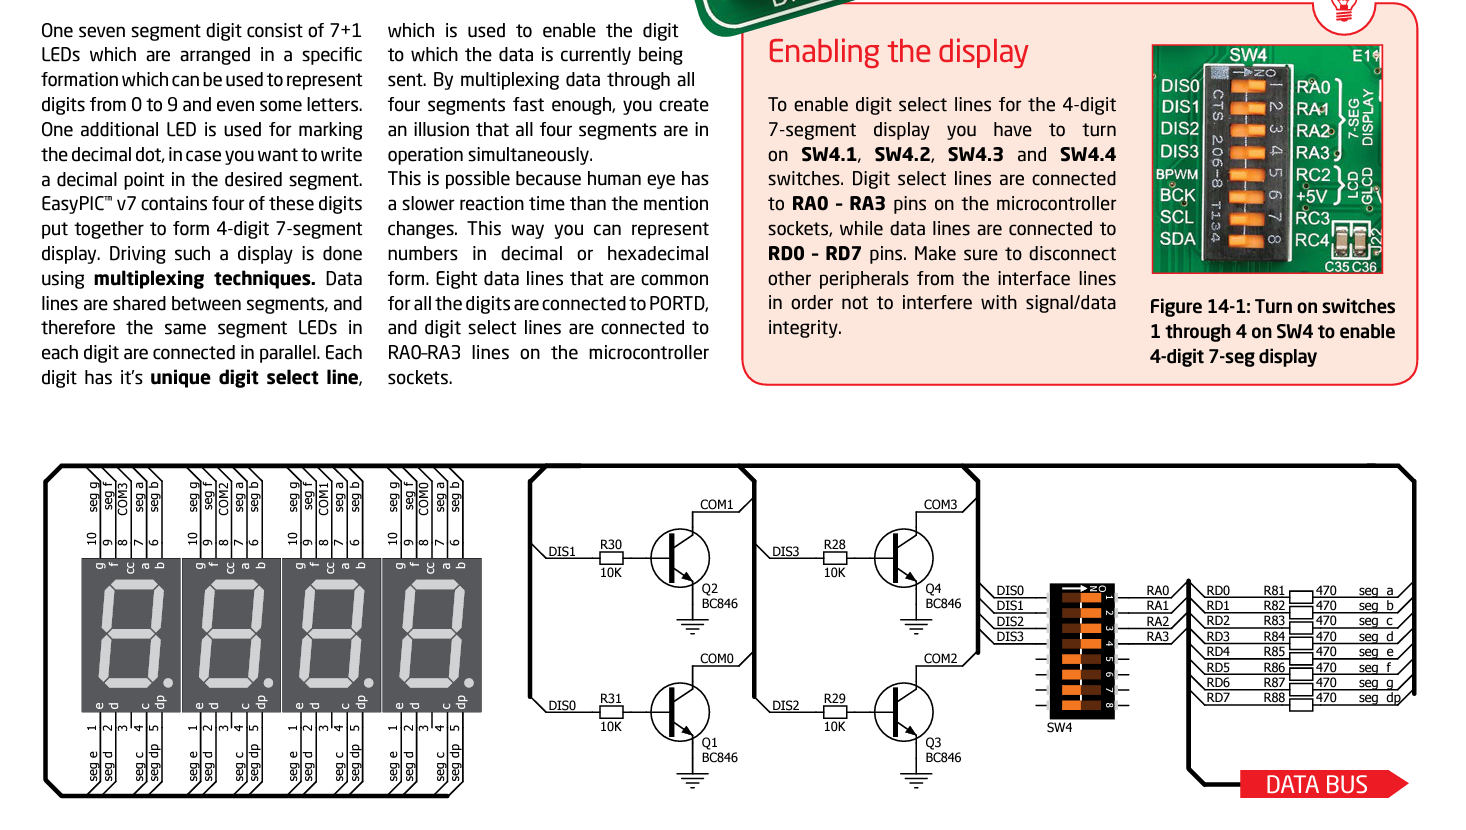 One seven segment digit consist of 7+1
LEDs which are arranged in a specific
formation which can be used to represent
digits from 0 to 9 and even some letters.
One additional LED is used for marking
the decimal dot, in case you want to write
a decimal point in the desired segment.
EasyPIC™ v7 contains four of these digits
put together to form 4-digit 7-segment
display. Driving such a display is done
using multiplexing techniques. Data
lines are shared between segments, and
therefore the same segment LEDs in
each digit are connected in parallel. Each
digit has it's unique digit select line,
which is used to enable the digit
to which the data is currently being
sent. By multiplexing data through all
four segments fast enough, you create
an illusion that all four segments are in
operation simultaneously.
This is possible because human eye has
a slower reaction time than the mention
changes. This way you can represent
numbers in decimal or hexadecimal
form. Eight data lines that are common
for all the digits are connected to PORTD,
and digit select lines are connected to
RA0-RA3 lines on the microcontroller
sockets.
Enabling the display
To enable digit select lines for the 4-digit
7-segment display you have to turn
on SW4.1, SW4.2, SW4.3 and SW4.4
switches. Digit select lines are connected
to RA0 - RA3 pins on the microcontroller
sockets, while data lines are connected to
RD0 - RD7 pins. Make sure to disconnect
other peripherals from the interface lines
in order not to interfere with signal/data
integrity.
SW4
DIS0 1 RA0
DIS1 2 RA1
DIS2 3 RA2
DIS3 4 RA3
BPWM 5 RC2
BCK 6 +5V
SCL 7 RC3
SDA 8 RC4
ON
CTS 206-8 T134
7-SEG
DISPLAY
LCD
GLCD
C35 C36
Figure 14-1: Turn on switches
1 through 4 on SW4 to enable
4-digit 7-seg display
seg g seg f COM3 seg a seg b
10 9 8 7 6
g f cc a b
e d c dp
1 2 3 4 5
seg e seg d seg c seg dp
seg g seg f COM2 seg a seg b
10 9 8 7 6
g f cc a b
e d c dp
1 2 3 4 5
seg e seg d seg c seg dp
seg g seg f COM1 seg a seg b
10 9 8 7 6
g f cc a b
e d c dp
1 2 3 4 5
seg e seg d seg c seg dp
seg g seg f COM0 seg a seg b
10 9 8 7 6
g f cc a b
e d c dp
1 2 3 4 5
seg e seg d seg c seg dp
COM1
DIS1 R30
10K
Q2
BC846
COM0
DIS0 R31
10K
Q1
BC846
COM3
DIS3 R28
10K
Q4
BC846
COM2
DIS2 R29
10K
Q3
BC846
ON
DIS0 1 RA0
DIS1 2 RA1
DIS2 3 RA2
DIS3 4 RA3
5
6
7
8
SW4
RD0 R81 470 seg a
RD1 R82 470 seg b
RD2 R83 470 seg c
RD3 R84 470 seg d
RD4 R85 470 seg e
RD5 R86 470 seg f
RD6 R87 470 seg g
RD7 R88 470 seg dp
DATA BUS